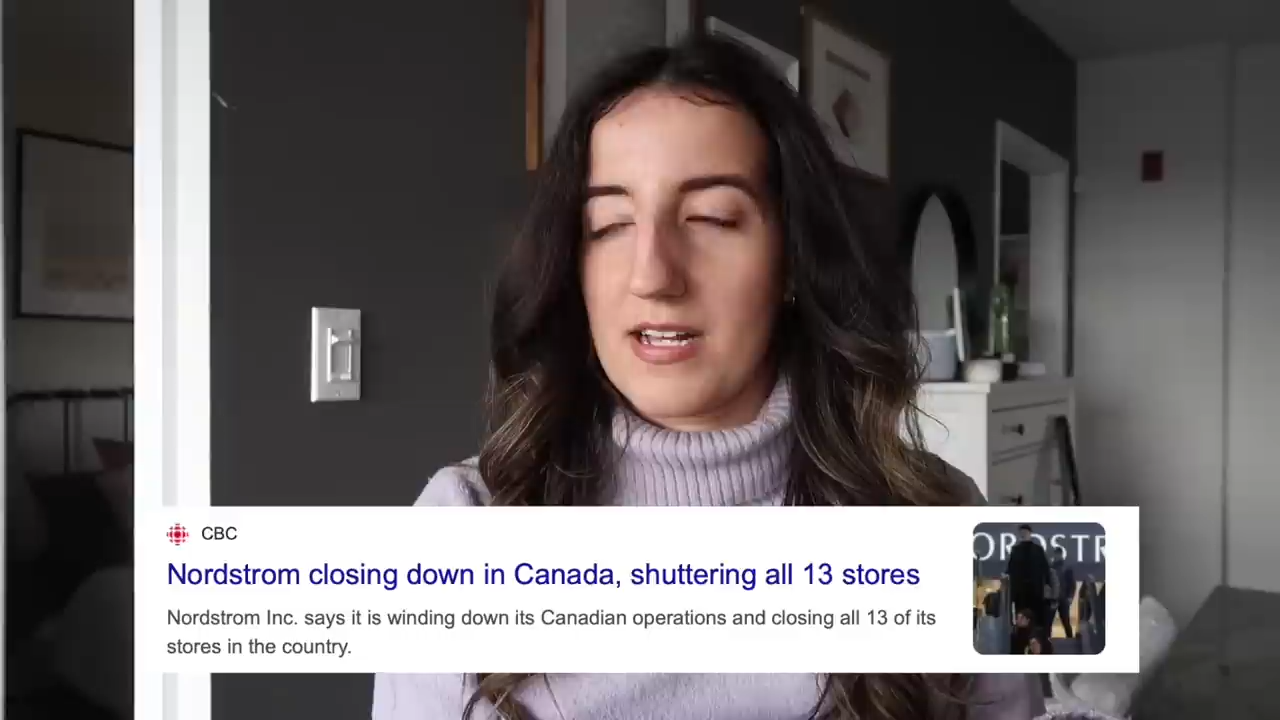 CBC
Nordstrom closing down in Canada, shuttering all 13 stores
Nordstrom Inc. says it is winding down its Canadian operations and closing all 13 of its
stores in the country.
ORDSTR